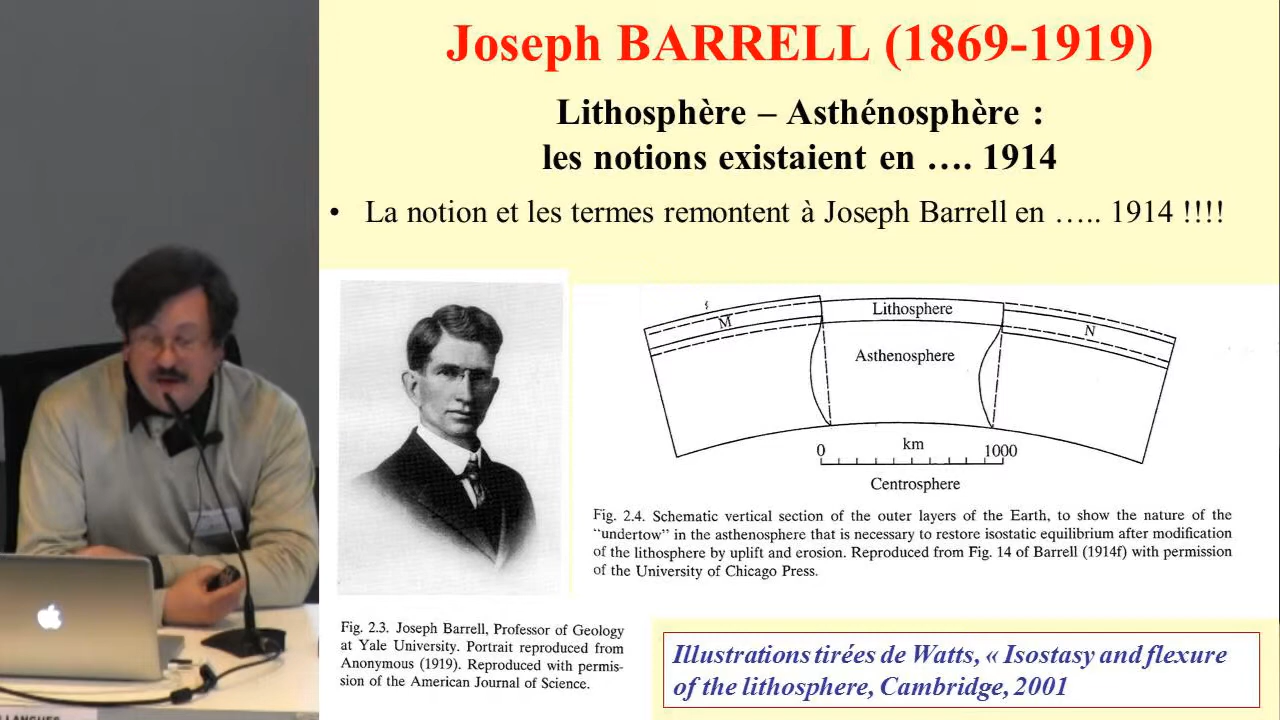 Joseph BARRELL (1869-1919)
Lithosphère – Asthénosphère :
les notions existaient en …. 1914
• La notion et les termes remontent à Joseph Barrell en ….. 1914 !!!!
Lithosphere
M
N
Asthenosphere
0
km
1000
Centrosphere
Fig. 2.4. Schematic vertical section of the outer layers of the Earth, to show the nature of the
“undertow” in the asthenosphere that is necessary to restore isostatic equilibrium after modification
of the lithosphere by uplift and erosion. Reproduced from Fig. 14 of Barrell (1914f) with permission
of the University of Chicago Press.
Fig. 2.3. Joseph Barrell, Professor of Geology
at Yale University. Portrait reproduced from
Anonymous (1919). Reproduced with permis-
sion of the American Journal of Science.
Illustrations tirées de Watts, « Isostasy and flexure
of the lithosphere, Cambridge, 2001